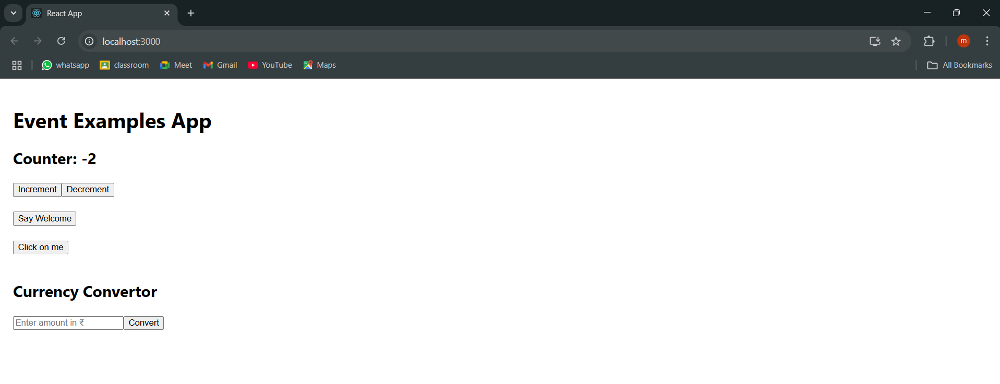 React App
localhost:3000
m
whatsapp classroom Meet Gmail YouTube Maps All Bookmarks
Event Examples App
Counter: -2
Increment Decrement
Say Welcome
Click on me
Currency Convertor
Enter amount in ₹ Convert